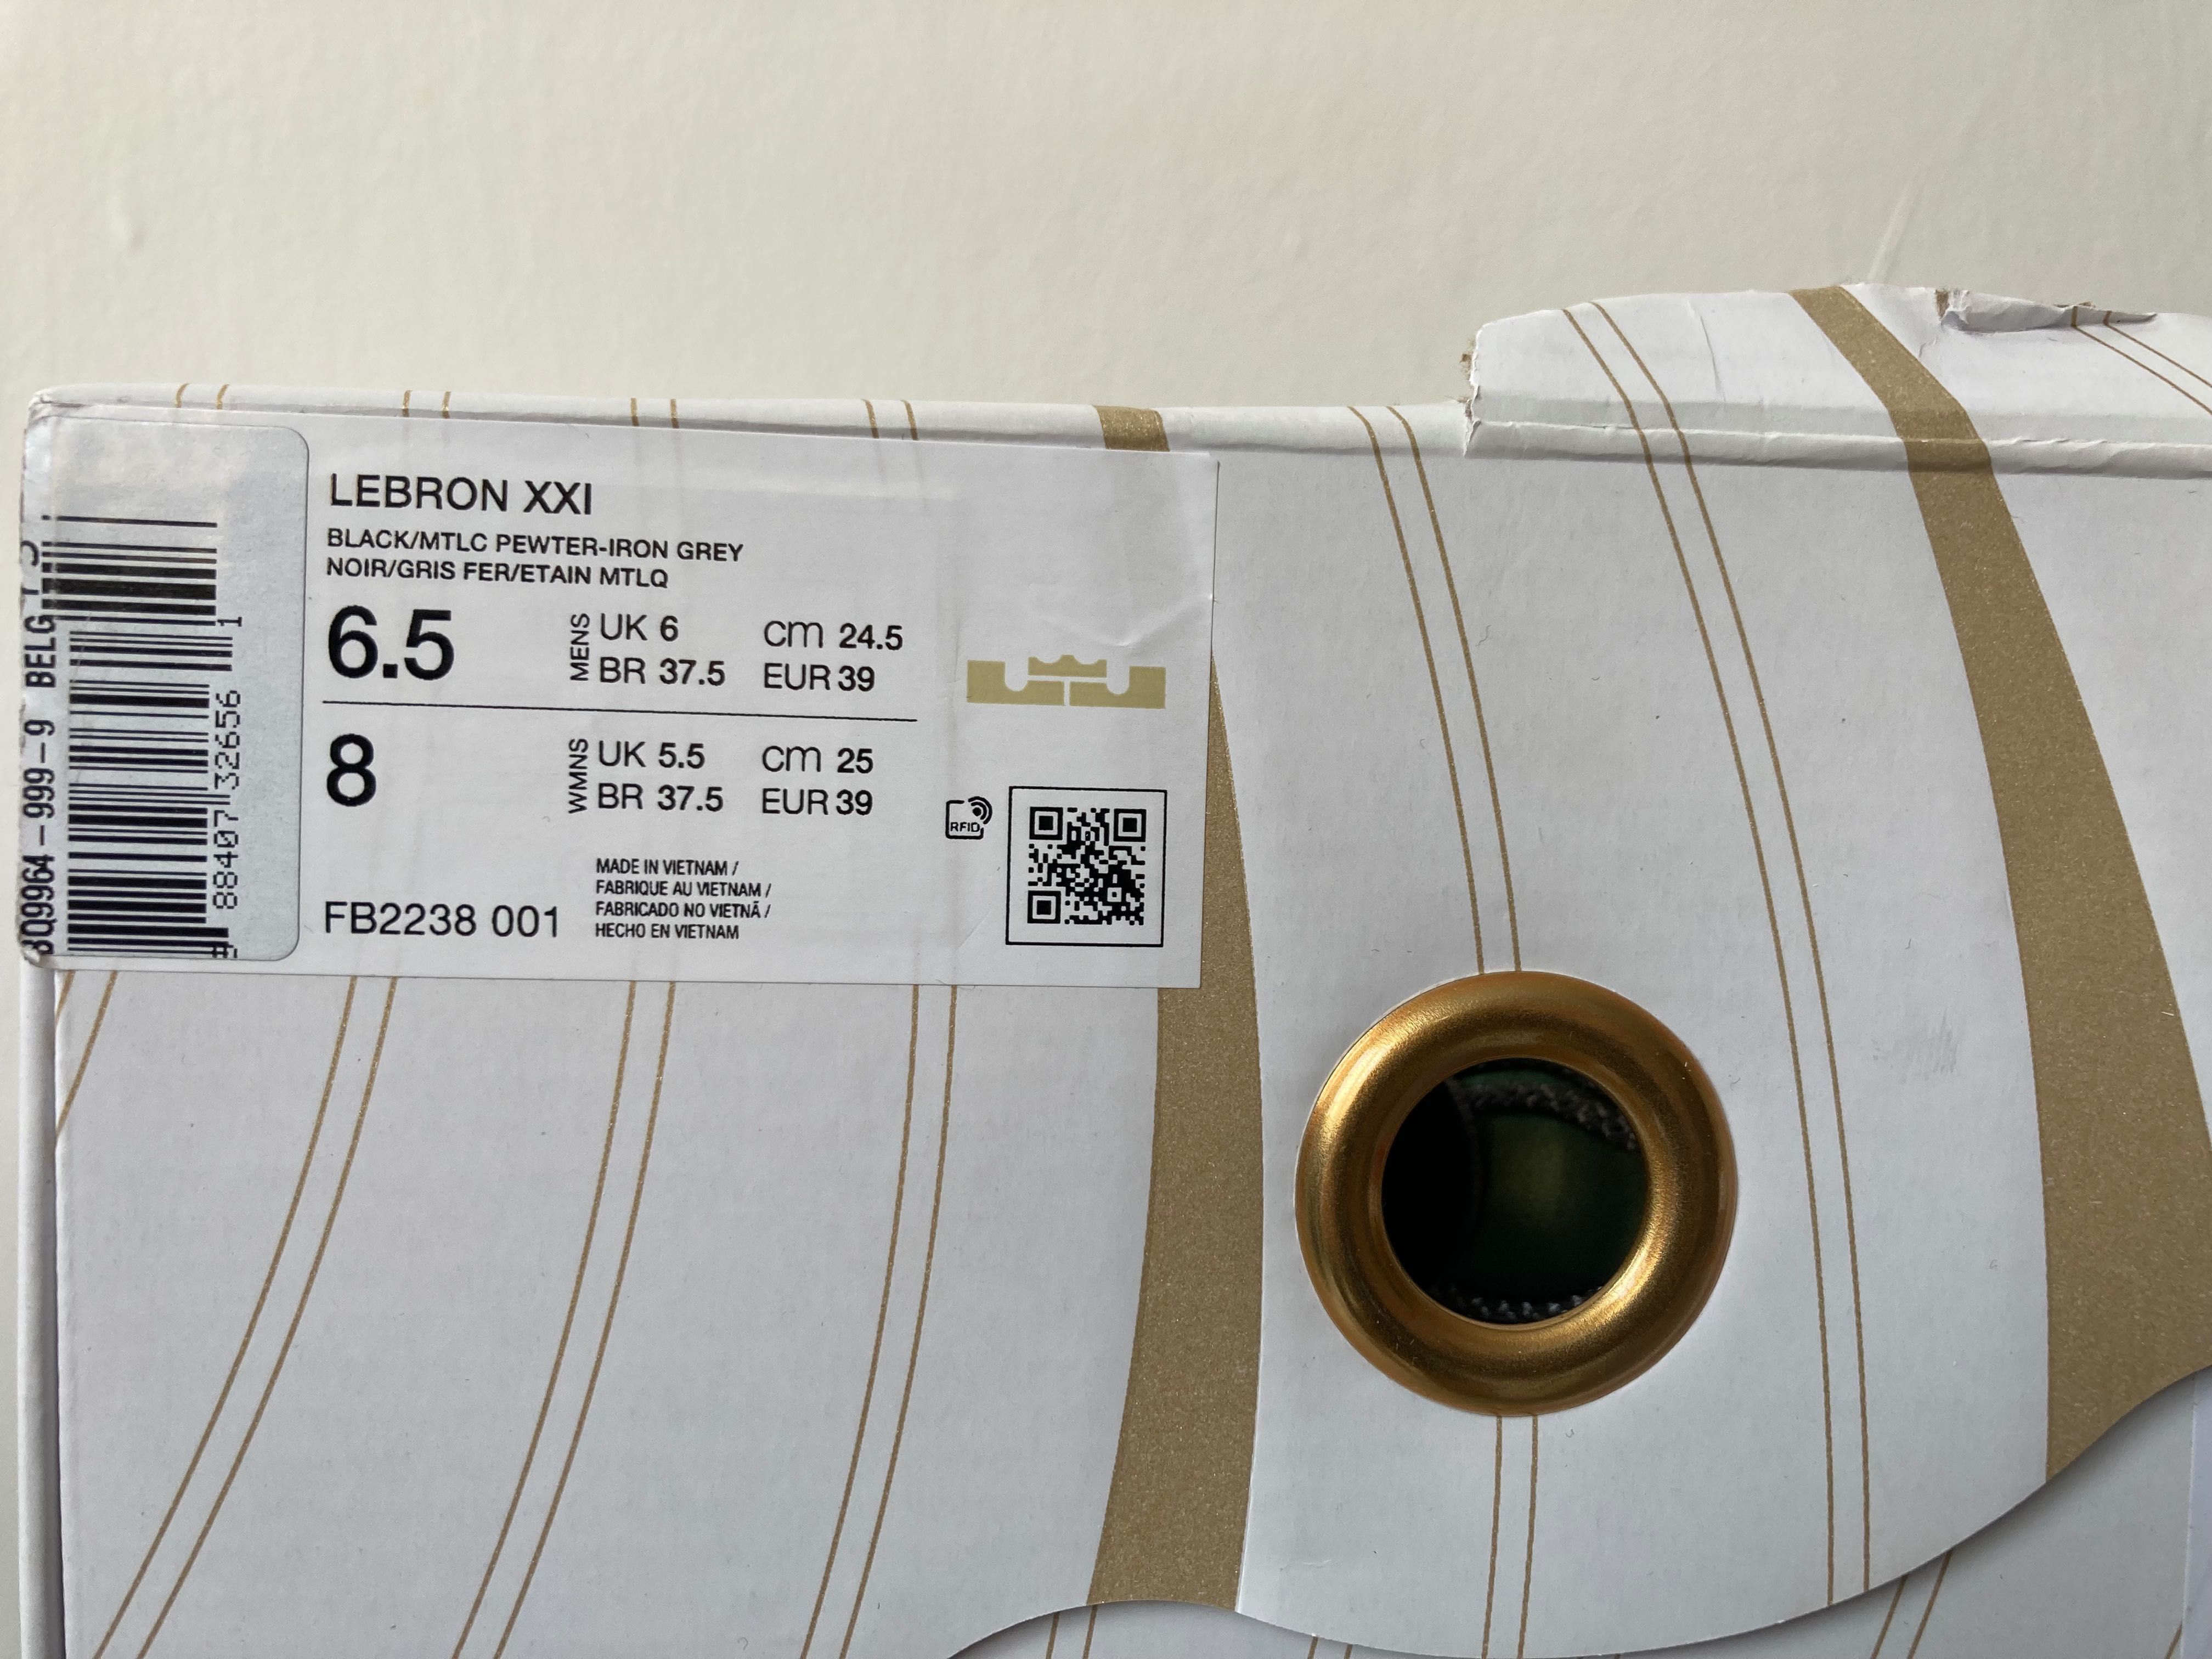 LEBRON XXI
BLACK/MTLC PEWTER-IRON GREY
NOIR/GRIS FER/ETAIN MTLQ
6.5 MENS UK 6 cm 24.5
BR 37.5 EUR 39
8 WMNS UK 5.5 cm 25
BR 37.5 EUR 39
RFID
MADE IN VIETNAM /
FABRIQUE AU VIETNAM /
FABRICADO NO VIETNÃ /
HECHO EN VIETNAM
FB2238 001
88407 32656 1
-999-9 BELG